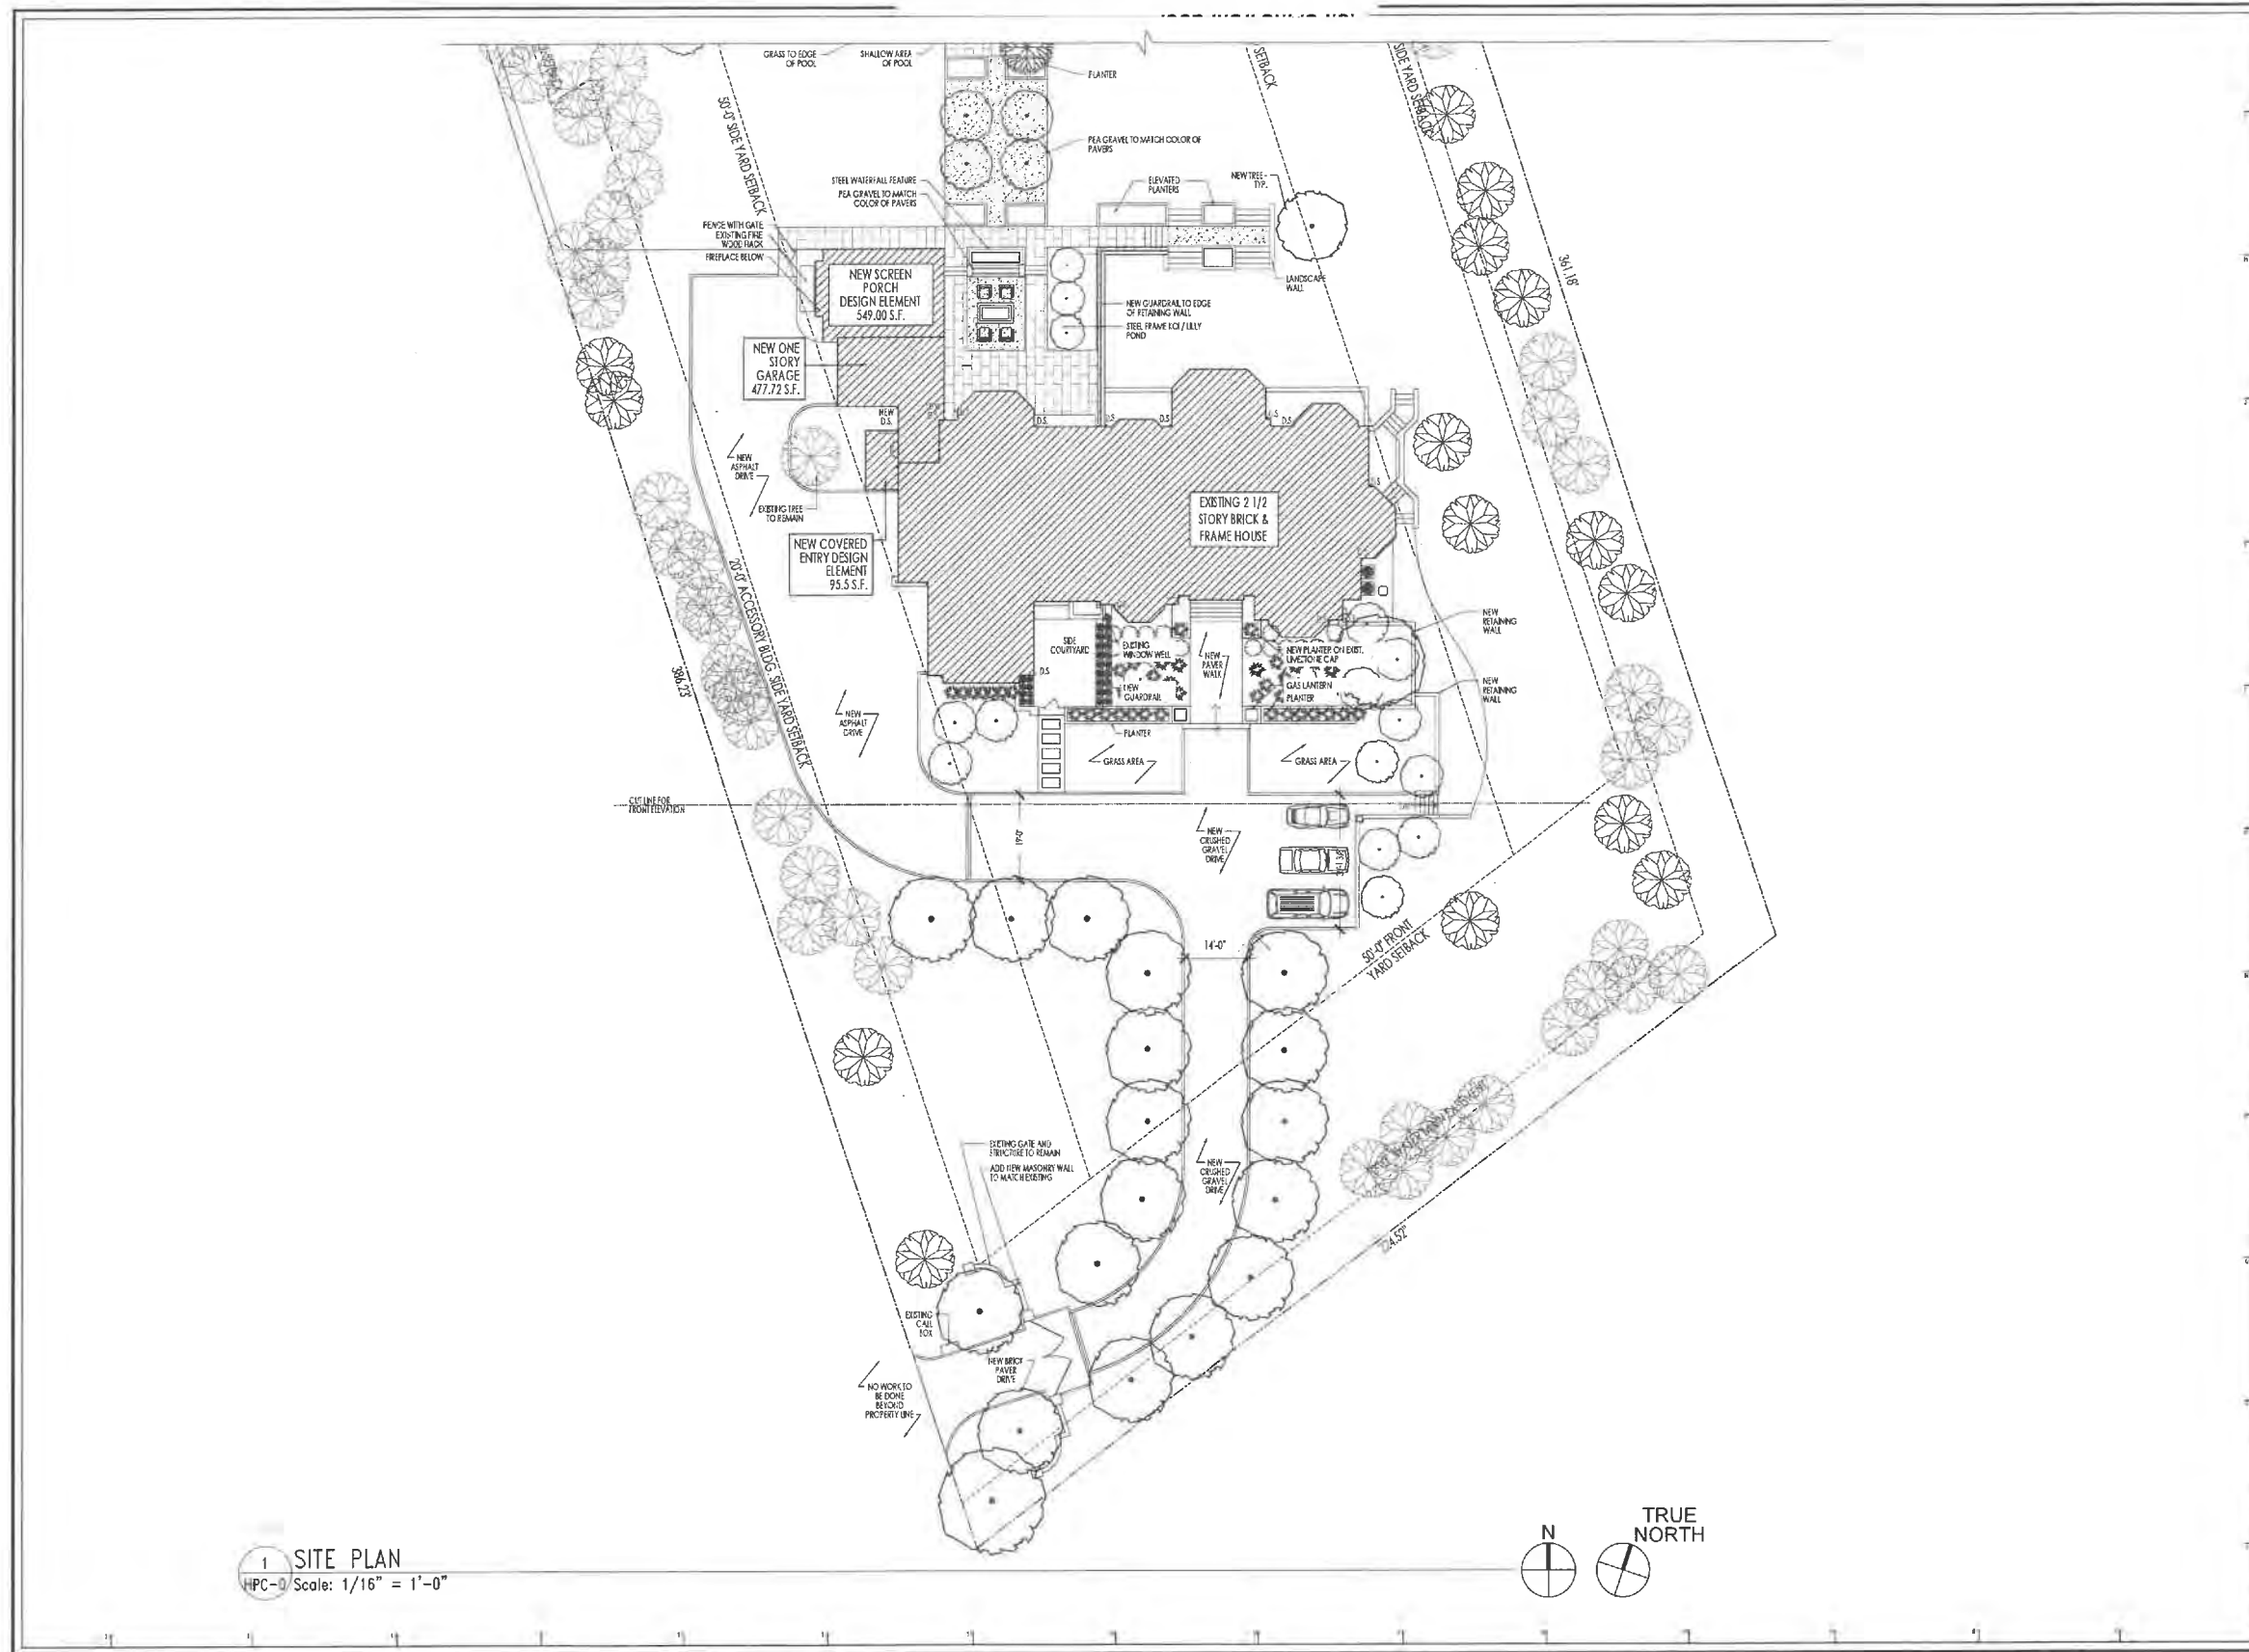 GRASS TO EDGE
OF POOL
SHALLOW AREA
OF POOL
PLANTER
SETBACK
SIDE YARD SETBACK
50'-0" SIDE YARD SETBACK
PEA GRAVEL TO MATCH COLOR OF
PAVERS
STEEL WATERFALL FEATURE
PEA GRAVEL TO MATCH
COLOR OF PAVERS
ELEVATED
PLANTERS
NEW TREE-
TYP.
FENCE WITH GATE
EXISTING FIRE
WOOD RACK
FIREPLACE BELOW
NEW SCREEN
PORCH
DESIGN ELEMENT
549.00 S.F.
LANDSCAPE
WALL
361.18'
NEW GUARDRAIL TO EDGE
OF RETAINING WALL
STEEL FRAME KOI / LILLY
POND
NEW ONE
STORY
GARAGE
477.72 S.F.
NEW
D.S.
D.S.
D.S.
D.S.
D.S.
NEW
ASPHALT
DRIVE
EXISTING TREE
TO REMAIN
EXISTING 2 1/2
STORY BRICK &
FRAME HOUSE
NEW COVERED
ENTRY DESIGN
ELEMENT
95.5 S.F.
20'-0" ACCESSORY BLDG. SIDE YARD SETBACK
386.23'
SIDE
COURTYARD
D.S.
EXISTING
WINDOW WELL
NEW
GUARDRAIL
NEW
PAVER
WALK
NEW PLANTER ON EXIST.
LIMESTONE CAP
GAS LANTERN
PLANTER
NEW
RETAINING
WALL
NEW
RETAINING
WALL
NEW
ASPHALT
DRIVE
PLANTER
GRASS AREA
GRASS AREA
CUT LINE FOR
FRONT ELEVATION
19'-0"
NEW
CRUSHED
GRAVEL
DRIVE
14'-0"
50'-0" FRONT
YARD SETBACK
EXISTING GATE AND
STRUCTURE TO REMAIN
ADD NEW MASONRY WALL
TO MATCH EXISTING
NEW
CRUSHED
GRAVEL
DRIVE
EASEMENT
224.52'
EXISTING
CALL
BOX
NEW BRICK
PAVER
DRIVE
NO WORK TO
BE DONE
BEYOND
PROPERTY LINE
1 SITE PLAN
HPC-0 Scale: 1/16" = 1'-0"
N
TRUE
NORTH